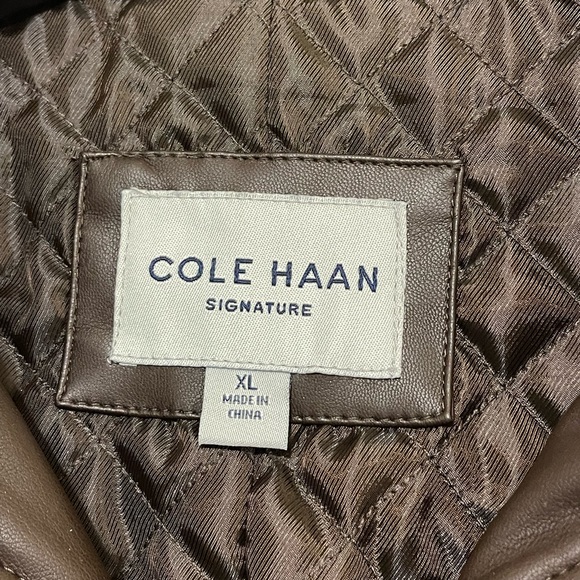 COLE HAAN
SIGNATURE
XL
MADE IN
CHINA